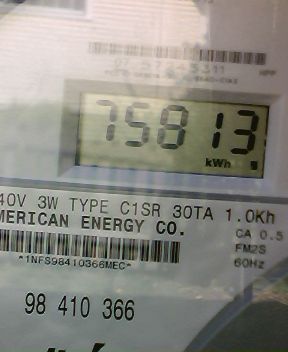 75813
kWh
40V 3W TYPE C1SR 30TA 1.0Kh
MERICAN ENERGY CO.
CA 0.5
FM2S
60Hz
*1NFS98410366MEC*
98 410 366